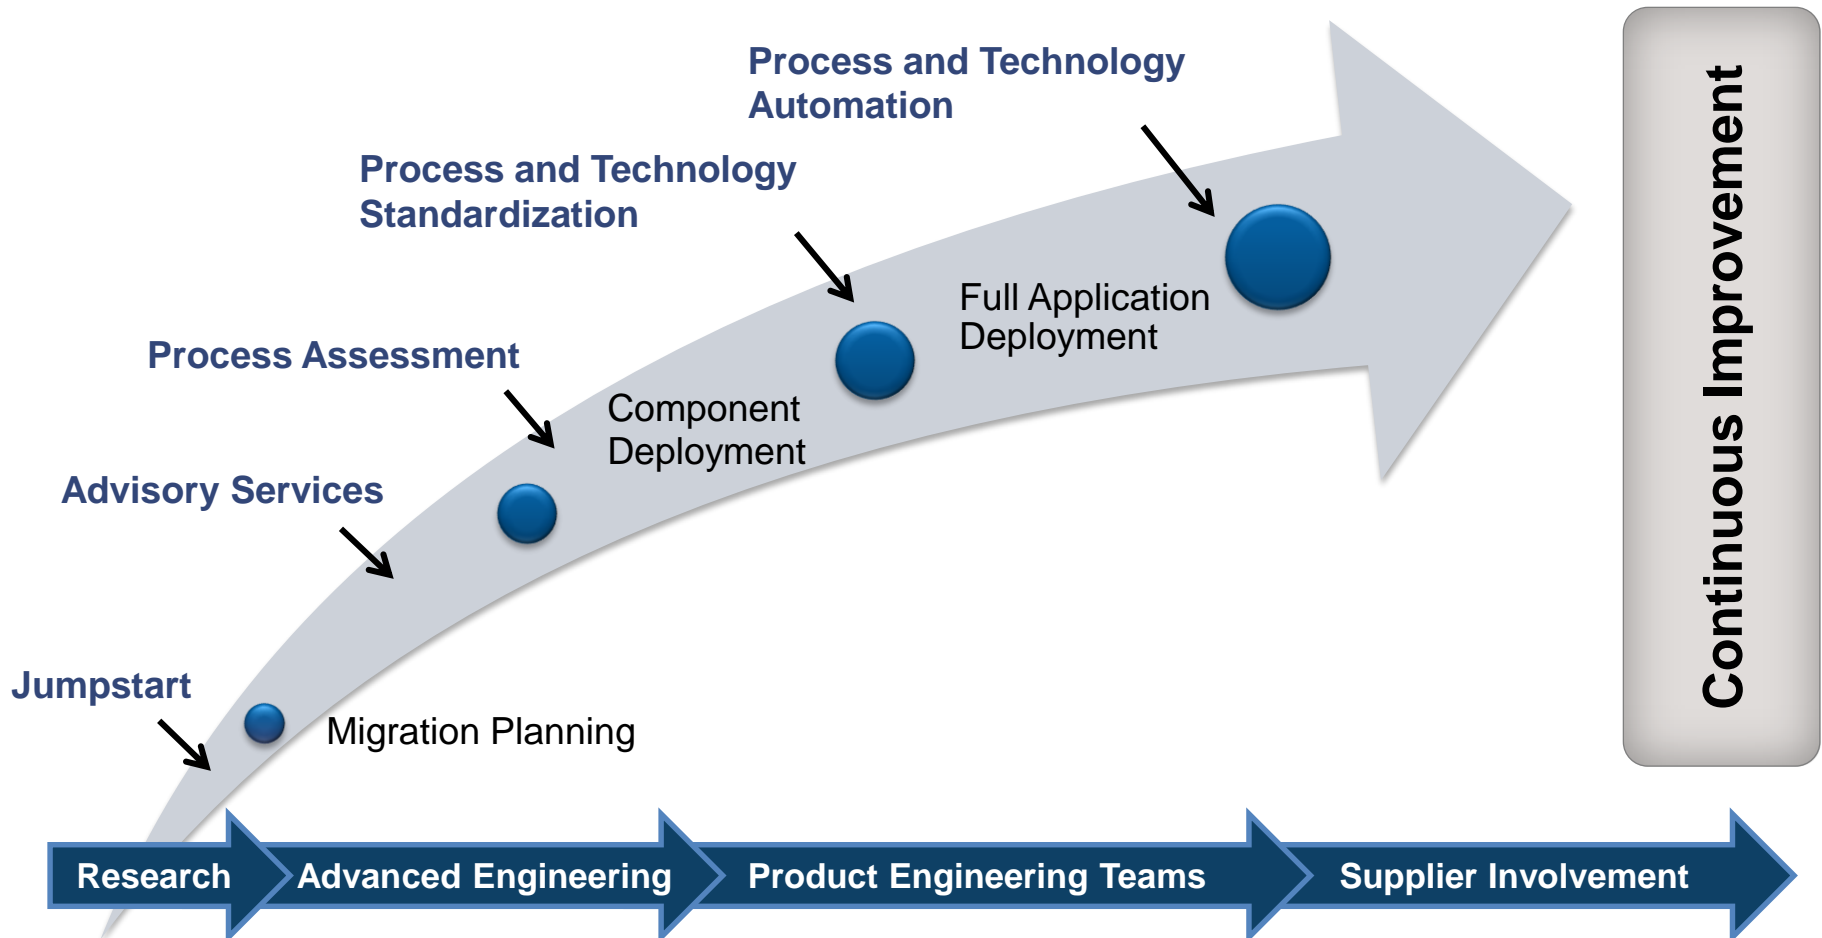 Process and Technology
Automation
Process and Technology
Standardization
Full Application
Deployment
Process Assessment
Component
Deployment
Advisory Services
Jumpstart
Migration Planning
Continuous Improvement
Research
Advanced Engineering
Product Engineering Teams
Supplier Involvement